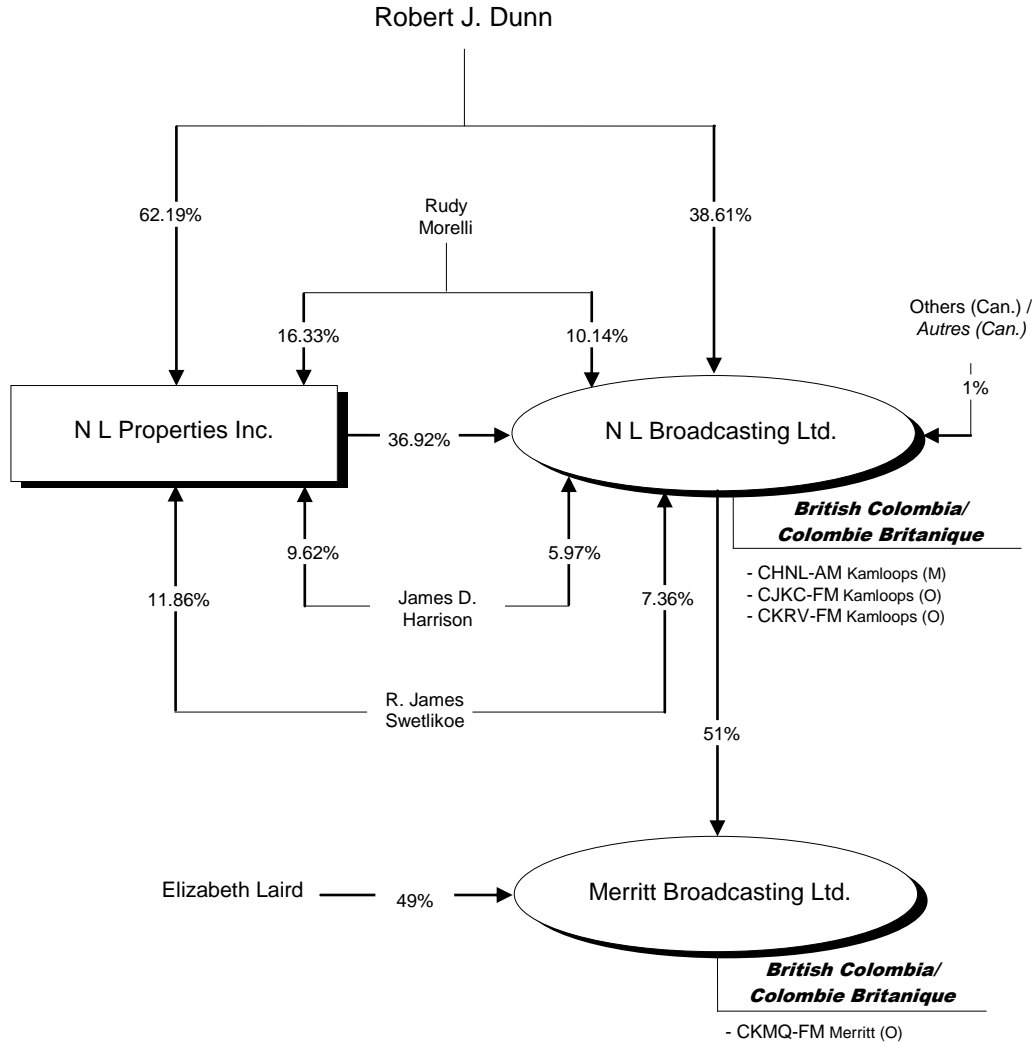 Robert J. Dunn
62.19%
Rudy
Morelli
38.61%
Others (Can.) /
Autres (Can.)
16.33%
10.14%
1%
N L Properties Inc.
36.92%
N L Broadcasting Ltd.
British Colombia/
Colombie Britanique
9.62%
5.97%
- CHNL-AM Kamloops (M)
- CJKC-FM Kamloops (O)
- CKRV-FM Kamloops (O)
11.86%
James D.
Harrison
7.36%
R. James
Swetlikoe
51%
Elizabeth Laird
49%
Merritt Broadcasting Ltd.
British Colombia/
Colombie Britanique
- CKMQ-FM Merritt (O)